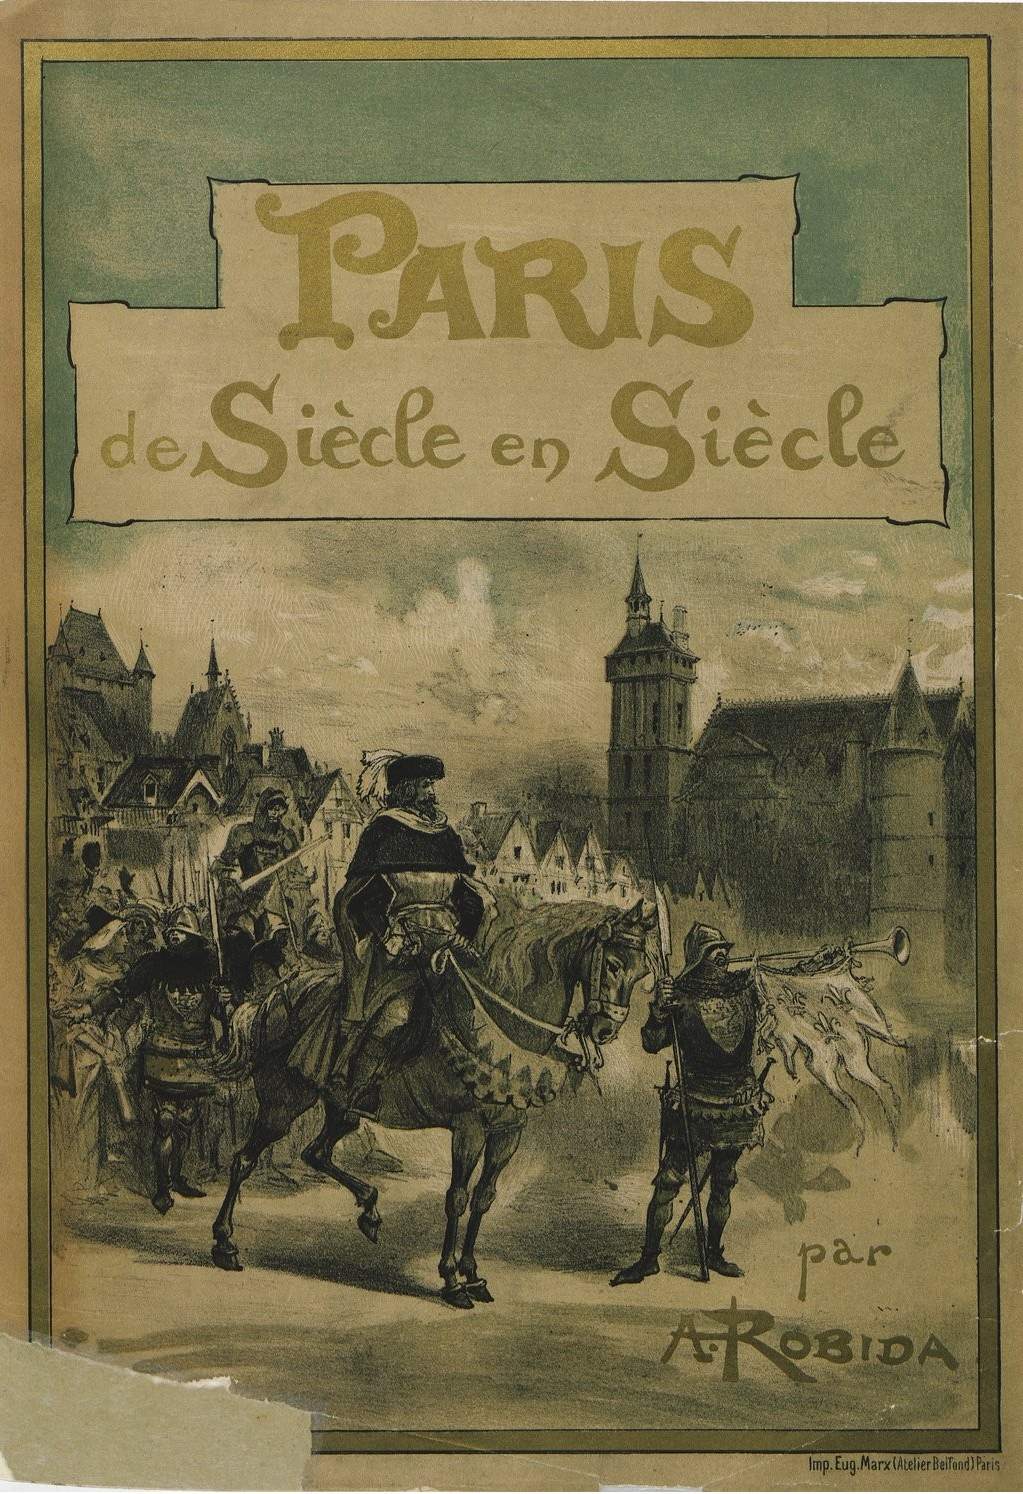 PARIS
de Siècle en Siècle
par
A. ROBIDA
Imp. Eug. Marx (Atelier Belfond) Paris